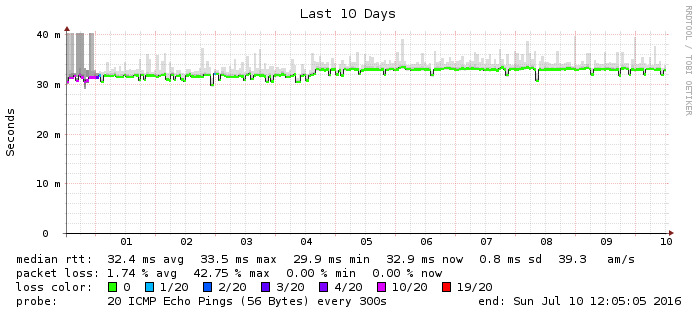 Last 10 Days
RRDTOOL / TOBI OETIKER
Seconds
40 m
30 m
20 m
10 m
0
01 02 03 04 05 06 07 08 09 10
median rtt: 32.4 ms avg 33.5 ms max 29.9 ms min 32.9 ms now 0.8 ms sd 39.3 am/s
packet loss: 1.74 % avg 42.75 % max 0.00 % min 0.00 % now
loss color: 0 1/20 2/20 3/20 4/20 10/20 19/20
probe: 20 ICMP Echo Pings (56 Bytes) every 300s end: Sun Jul 10 12:05:05 2016